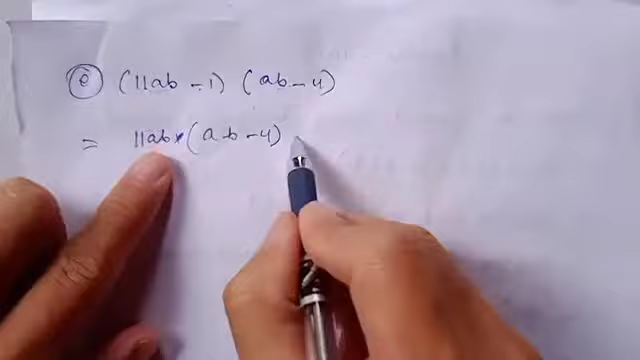 ⓔ (11ab - 1) (ab - 4)
= 11ab × (ab - 4)